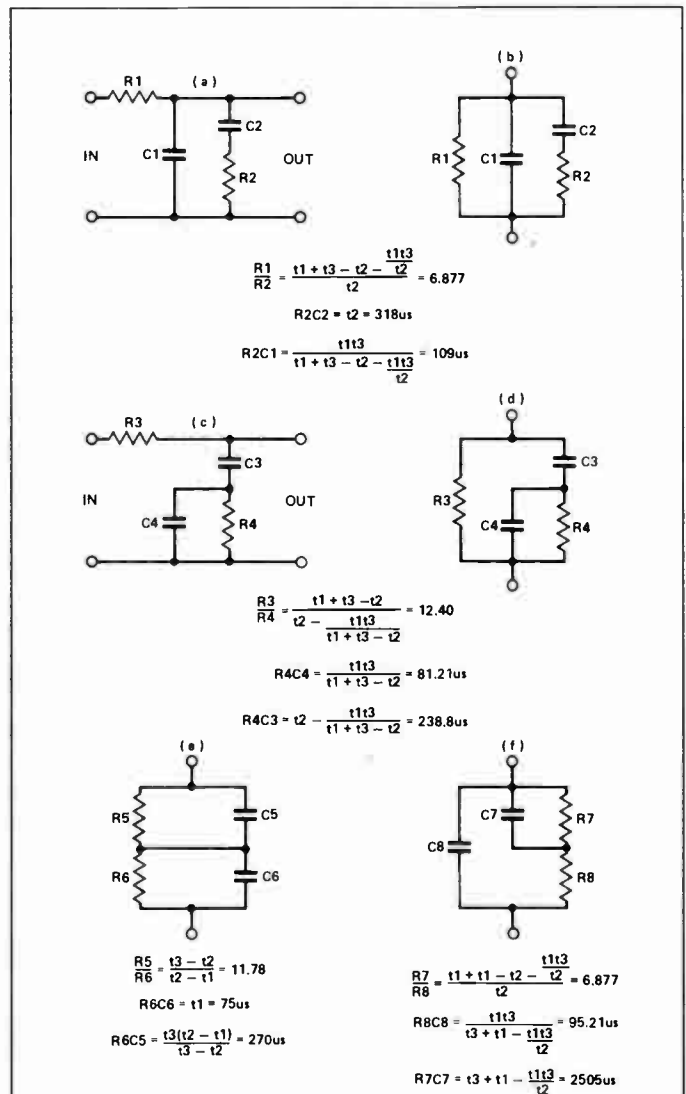 (a)
R1
C2
IN
C1
OUT
R2
(b)
R1
C1
C2
R2
R1/R2 = (t1 + t3 − t2 − t1t3/t2)/t2 = 6.877
R2C2 = t2 = 318us
R2C1 = t1t3/(t1 + t3 − t2 − t1t3/t2) = 109us
(c)
R3
C3
IN
C4
OUT
R4
(d)
R3
C3
C4
R4
R3/R4 = (t1 + t3 −t2)/(t2 − t1t3/(t1 + t3 − t2)) = 12.40
R4C4 = t1t3/(t1 + t3 − t2) = 81.21us
R4C3 = t2 − t1t3/(t1 + t3 − t2) = 238.8us
(e)
R5
C5
R6
C6
R5/R6 = (t3 − t2)/(t2 − t1) = 11.78
R6C6 = t1 = 75us
R6C5 = t3(t2 − t1)/(t3 − t2) = 270us
(f)
C7
R7
C8
R8
R7/R8 = (t1 + t1 − t2 − t1t3/t2)/t2 = 6.877
R8C8 = t1t3/(t3 + t1 − t1t3/t2) = 95.21us
R7C7 = t3 + t1 − t1t3/t2 = 2505us